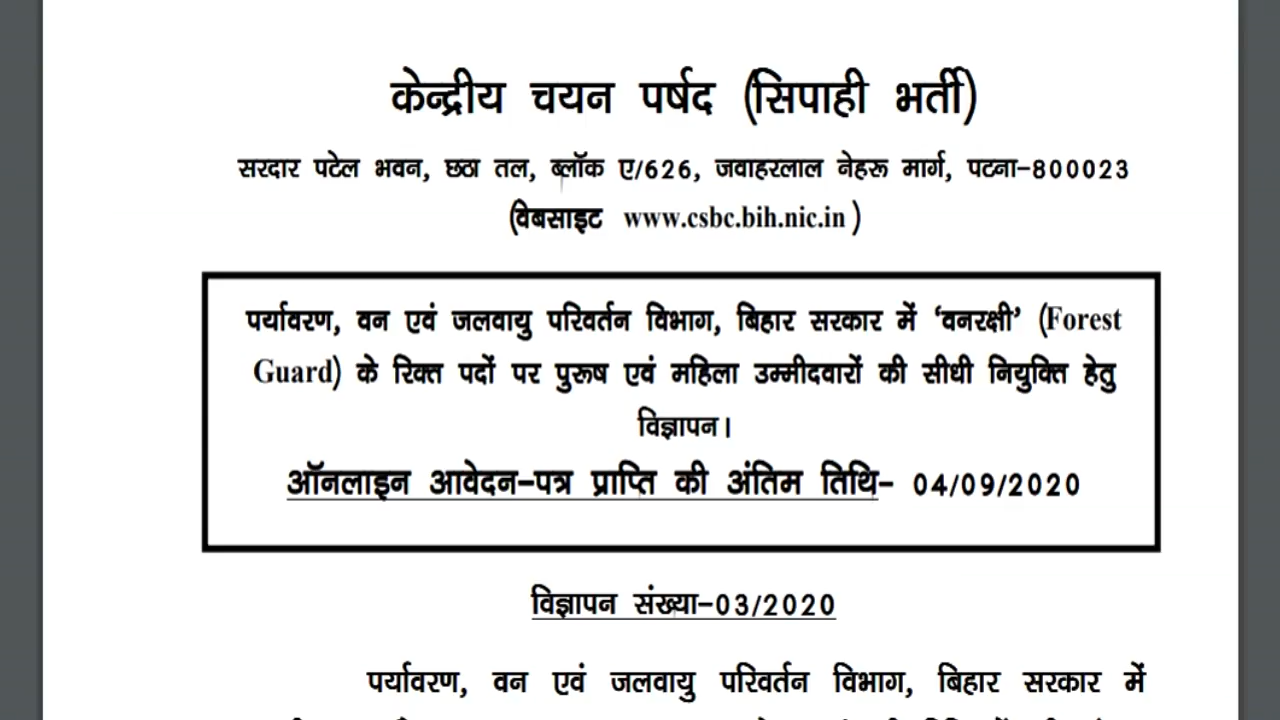 केन्द्रीय चयन पर्षद (सिपाही भर्ती)
सरदार पटेल भवन, छठा तल, ब्लॉक ए/626, जवाहरलाल नेहरू मार्ग, पटना-800023
(वेबसाइट www.csbc.bih.nic.in )
पर्यावरण, वन एवं जलवायु परिवर्तन विभाग, बिहार सरकार में ‘वनरक्षी’ (Forest
Guard) के रिक्त पदों पर पुरूष एवं महिला उम्मीदवारों की सीधी नियुक्ति हेतु
विज्ञापन।
ऑनलाइन आवेदन-पत्र प्राप्ति की अंतिम तिथि- 04/09/2020
विज्ञापन संख्या-03/2020
पर्यावरण, वन एवं जलवायु परिवर्तन विभाग, बिहार सरकार में